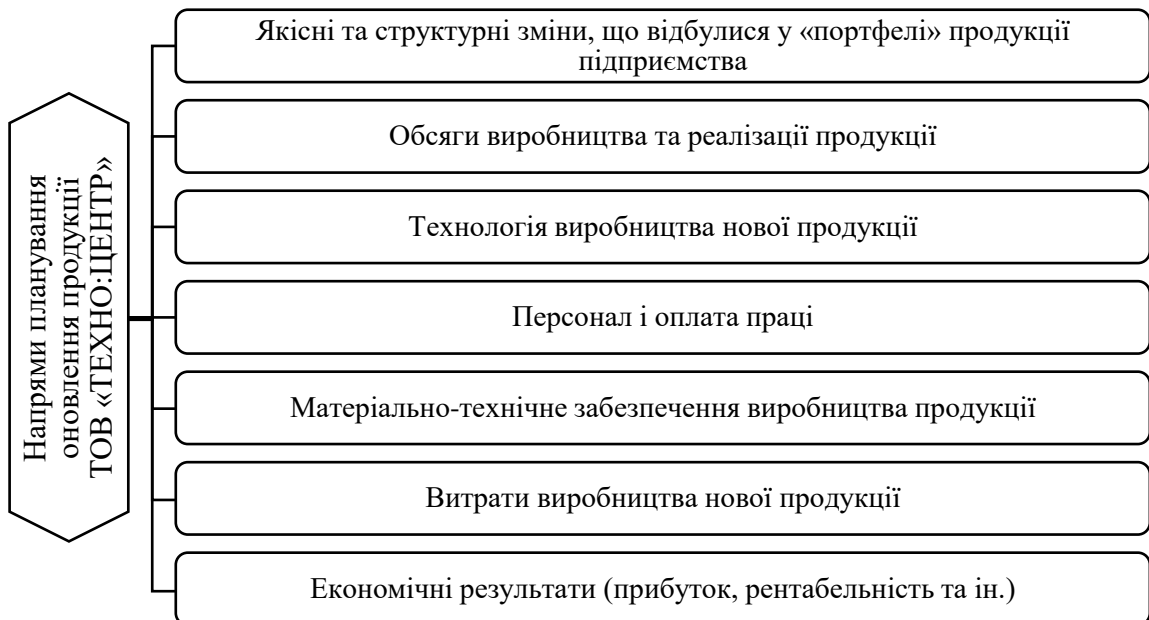 Напрями планування
оновлення продукції
ТОВ «ТЕХНО:ЦЕНТР»
Якісні та структурні зміни, що відбулися у «портфелі» продукції
підприємства
Обсяги виробництва та реалізації продукції
Технологія виробництва нової продукції
Персонал і оплата праці
Матеріально-технічне забезпечення виробництва продукції
Витрати виробництва нової продукції
Економічні результати (прибуток, рентабельність та ін.)